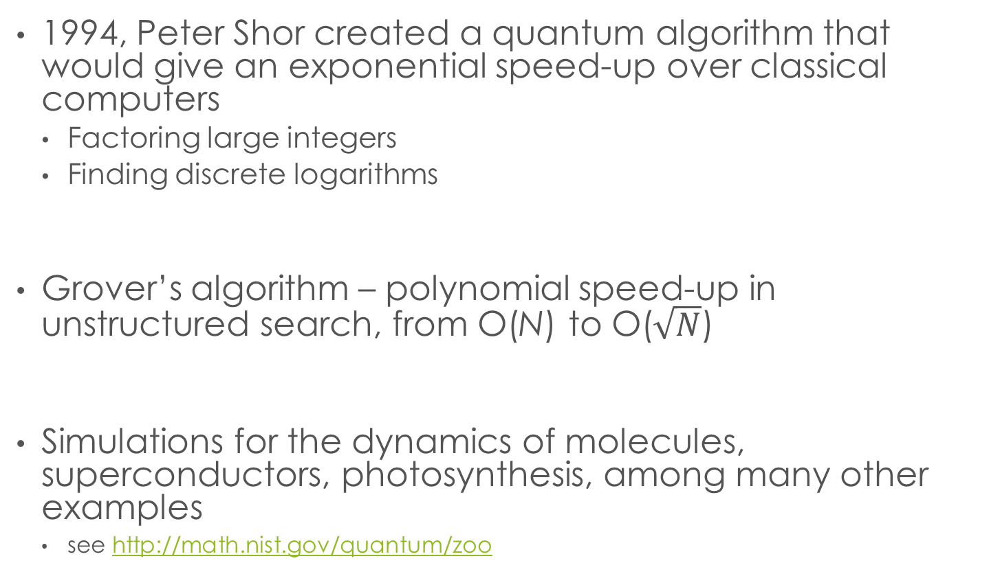 • 1994, Peter Shor created a quantum algorithm that
would give an exponential speed-up over classical
computers
• Factoring large integers
• Finding discrete logarithms
• Grover’s algorithm – polynomial speed-up in
unstructured search, from O(N) to O(√N)
• Simulations for the dynamics of molecules,
superconductors, photosynthesis, among many other
examples
• see http://math.nist.gov/quantum/zoo